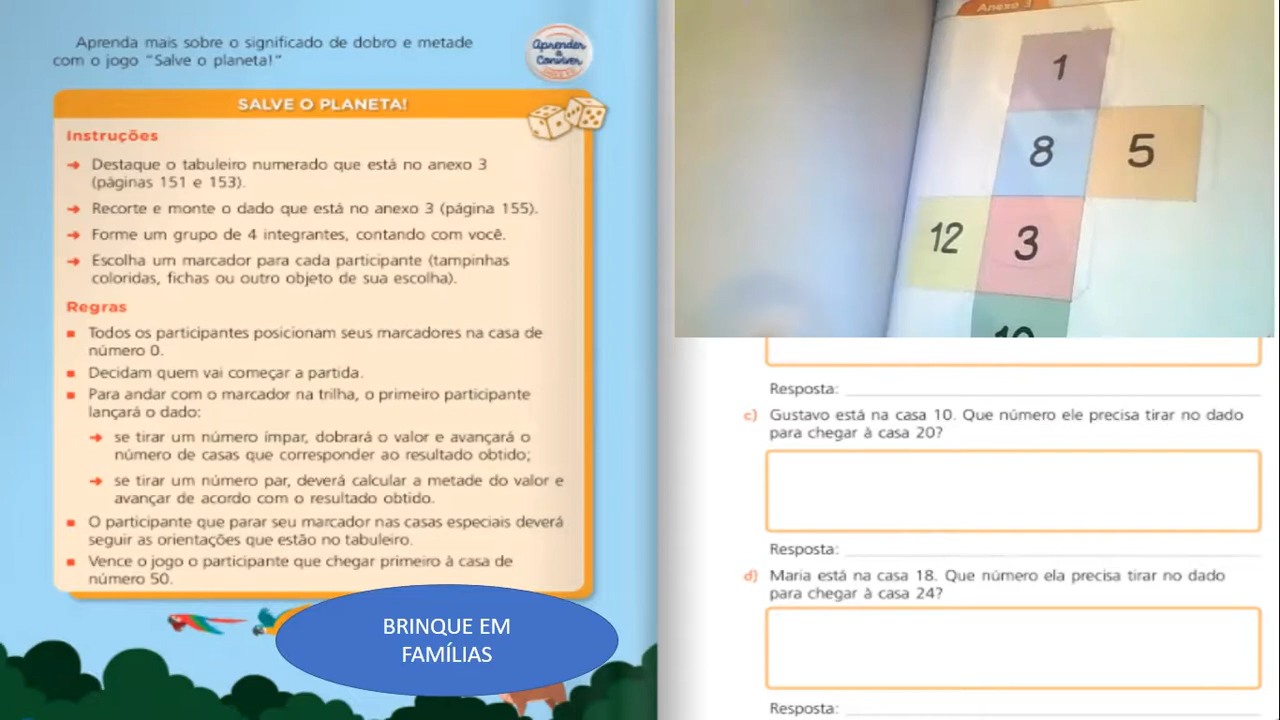 Aprenda mais sobre o significado de dobro e metade
com o jogo “Salve o planeta!”
Aprender
e
Conviver
SALVE O PLANETA!
Instruções
➔ Destaque o tabuleiro numerado que está no anexo 3
(páginas 151 e 153).
➔ Recorte e monte o dado que está no anexo 3 (página 155).
➔ Forme um grupo de 4 integrantes, contando com você.
➔ Escolha um marcador para cada participante (tampinhas
coloridas, fichas ou outro objeto de sua escolha).
Regras
■ Todos os participantes posicionam seus marcadores na casa de
número 0.
■ Decidam quem vai começar a partida.
■ Para andar com o marcador na trilha, o primeiro participante
lançará o dado:
➔ se tirar um número ímpar, dobrará o valor e avançará o
número de casas que corresponder ao resultado obtido;
➔ se tirar um número par, deverá calcular a metade do valor e
avançar de acordo com o resultado obtido.
■ O participante que parar seu marcador nas casas especiais deverá
seguir as orientações que estão no tabuleiro.
■ Vence o jogo o participante que chegar primeiro à casa de
número 50.
BRINQUE EM
FAMÍLIAS
Anexo 3
1
8 5
12 3
10
Resposta:
c) Gustavo está na casa 10. Que número ele precisa tirar no dado
para chegar à casa 20?
Resposta:
d) Maria está na casa 18. Que número ela precisa tirar no dado
para chegar à casa 24?
Resposta: